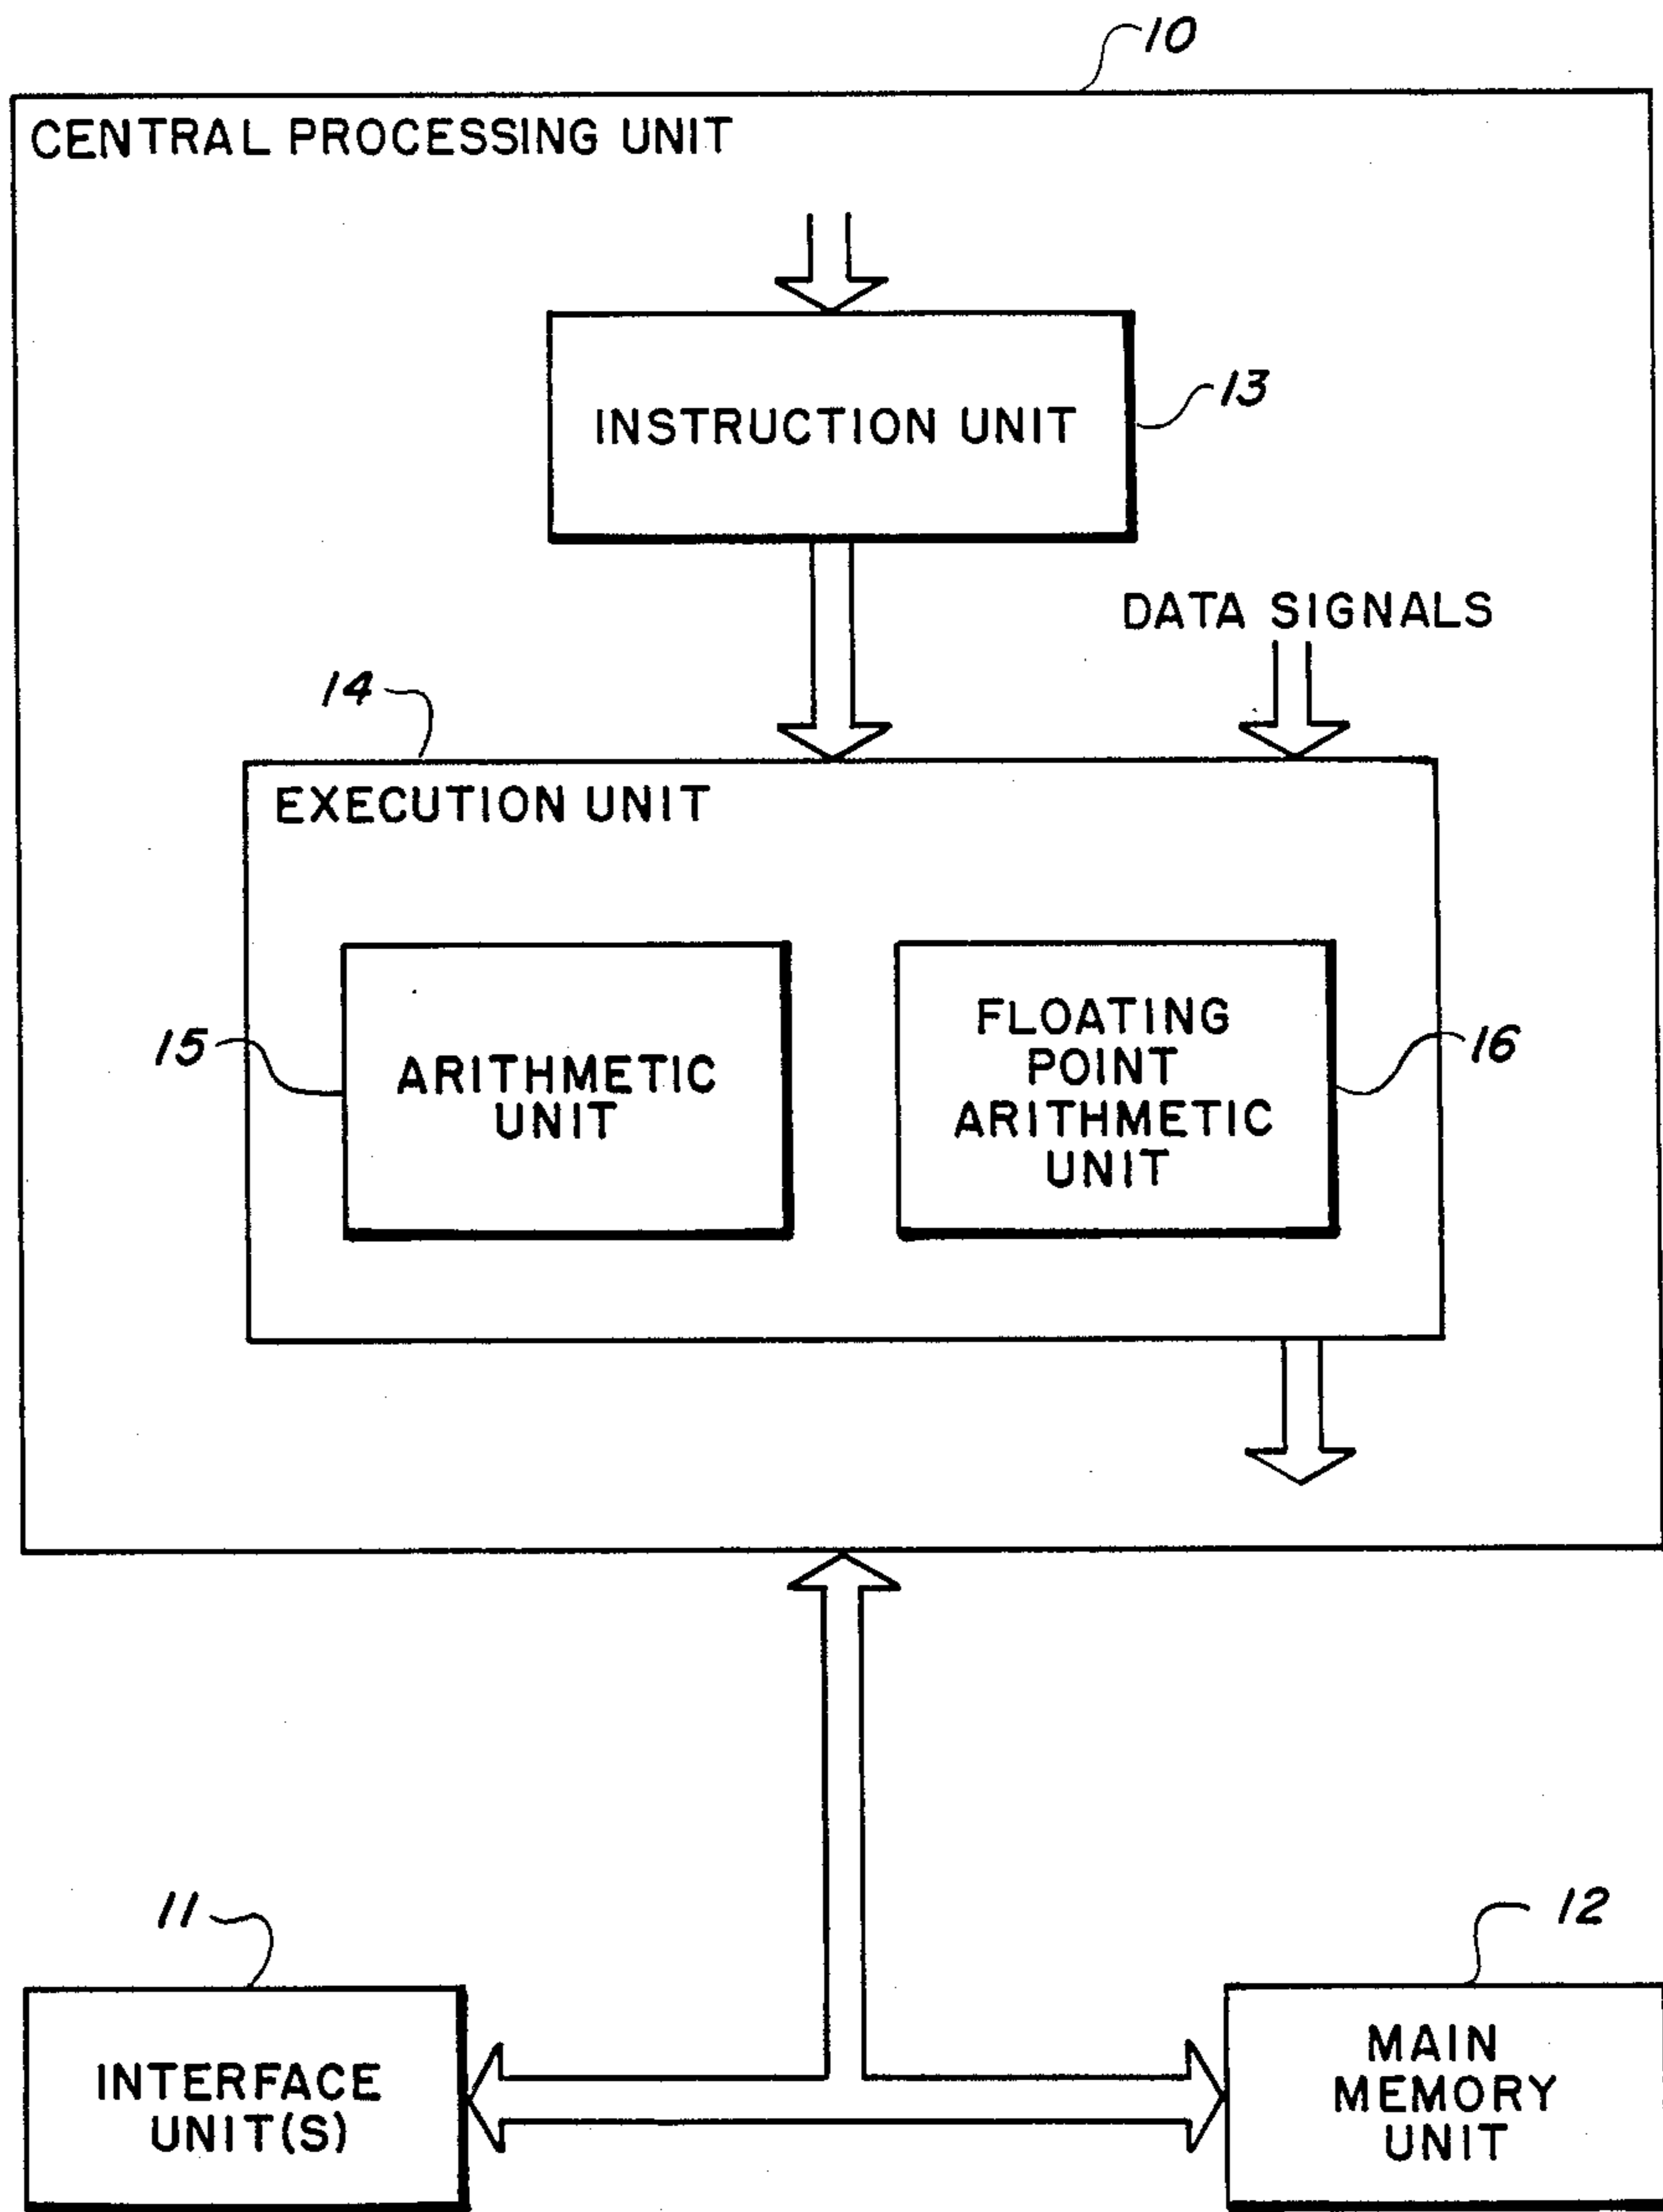 10
CENTRAL PROCESSING UNIT
INSTRUCTION UNIT
13
DATA SIGNALS
14
EXECUTION UNIT
15
ARITHMETIC
UNIT
FLOATING
POINT
ARITHMETIC
UNIT
16
11
INTERFACE
UNIT(S)
12
MAIN
MEMORY
UNIT